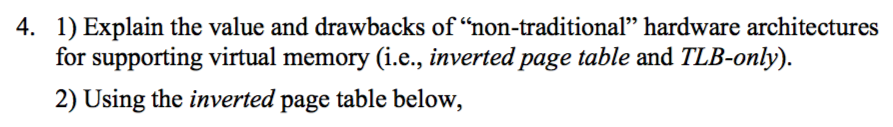 4. 1) Explain the value and drawbacks of “non-traditional” hardware architectures
for supporting virtual memory (i.e., inverted page table and TLB-only).
2) Using the inverted page table below,